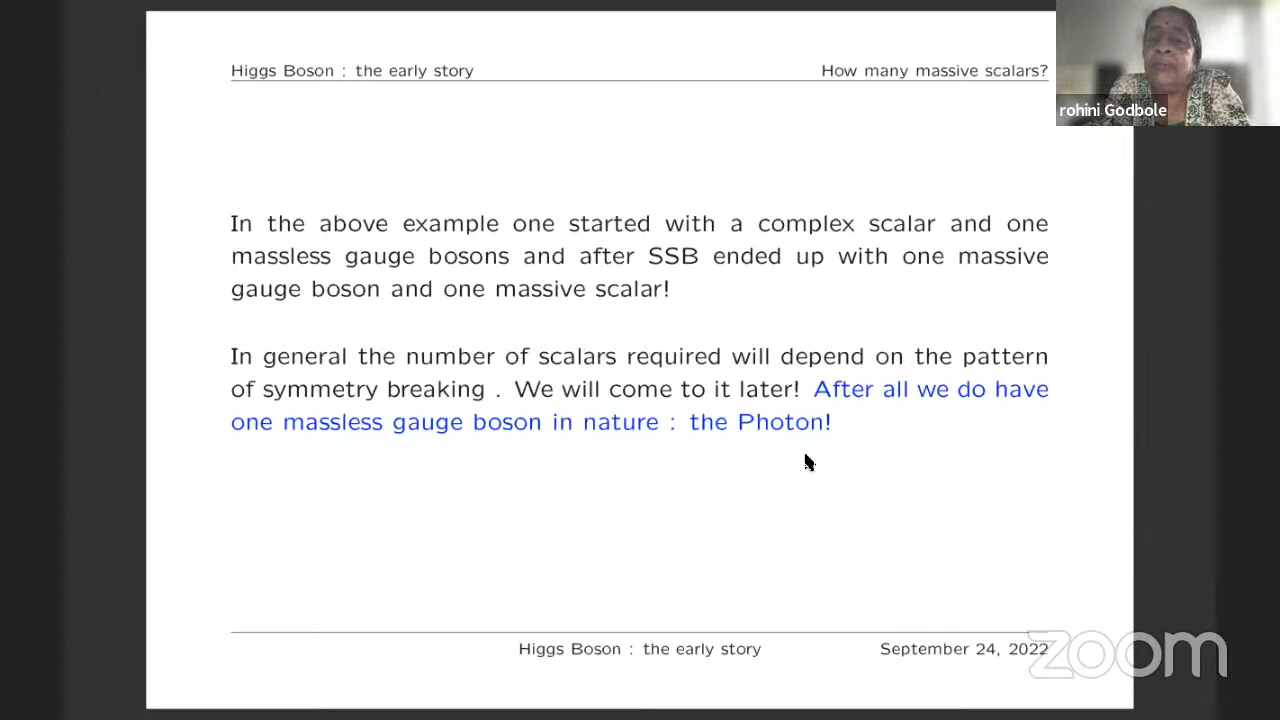 Higgs Boson : the early story
How many massive scalars?
rohini Godbole
In the above example one started with a complex scalar and one
massless gauge bosons and after SSB ended up with one massive
gauge boson and one massive scalar!
In general the number of scalars required will depend on the pattern
of symmetry breaking . We will come to it later! After all we do have
one massless gauge boson in nature : the Photon!
Higgs Boson : the early story
September 24, 2022
zoom